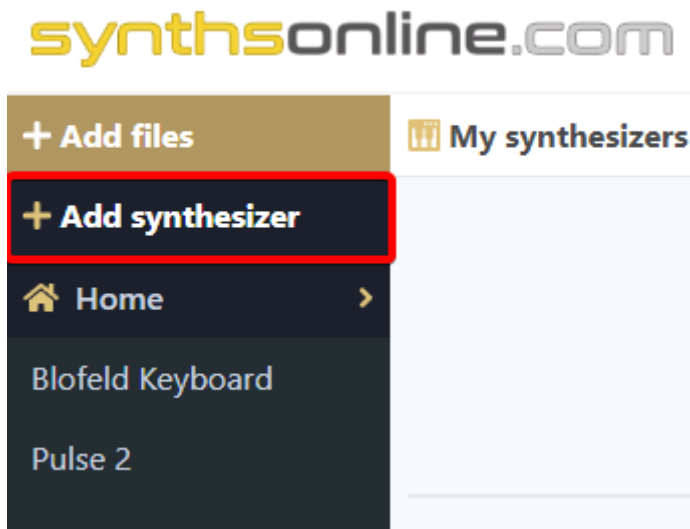 synthsonline.com
+ Add files
My synthesizers
+ Add synthesizer
Home
Blofeld Keyboard
Pulse 2